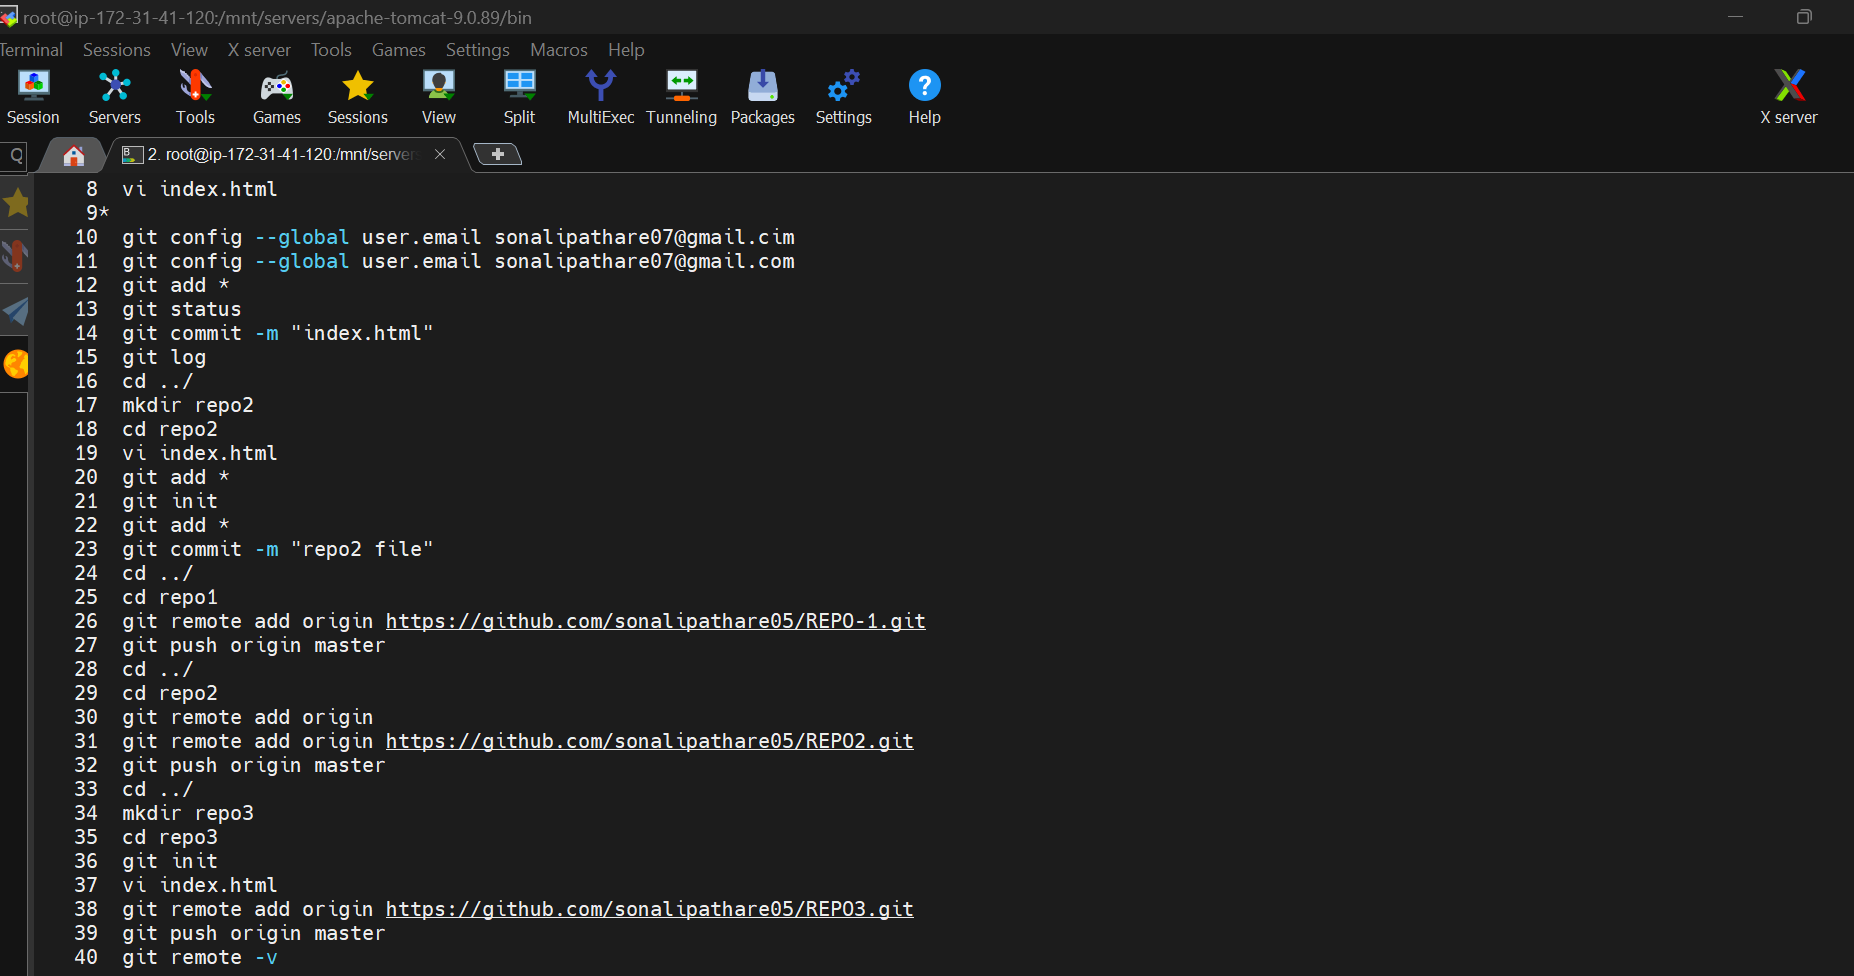 root@ip-172-31-41-120:/mnt/servers/apache-tomcat-9.0.89/bin
Terminal Sessions View X server Tools Games Settings Macros Help
Session Servers Tools Games Sessions View Split MultiExec Tunneling Packages Settings Help X server
2. root@ip-172-31-41-120:/mnt/server
8 vi index.html
9*
10 git config --global user.email sonalipathare07@gmail.cim
11 git config --global user.email sonalipathare07@gmail.com
12 git add *
13 git status
14 git commit -m "index.html"
15 git log
16 cd ../
17 mkdir repo2
18 cd repo2
19 vi index.html
20 git add *
21 git init
22 git add *
23 git commit -m "repo2 file"
24 cd ../
25 cd repo1
26 git remote add origin https://github.com/sonalipathare05/REPO-1.git
27 git push origin master
28 cd ../
29 cd repo2
30 git remote add origin
31 git remote add origin https://github.com/sonalipathare05/REPO2.git
32 git push origin master
33 cd ../
34 mkdir repo3
35 cd repo3
36 git init
37 vi index.html
38 git remote add origin https://github.com/sonalipathare05/REPO3.git
39 git push origin master
40 git remote -v